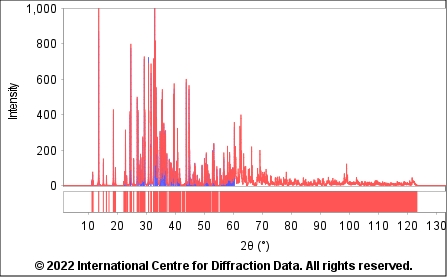 1,000
800
600
400
200
0
Intensity
10 20 30 40 50 60 70 80 90 100 110 120 130
2θ (°)
© 2022 International Centre for Diffraction Data. All rights reserved.